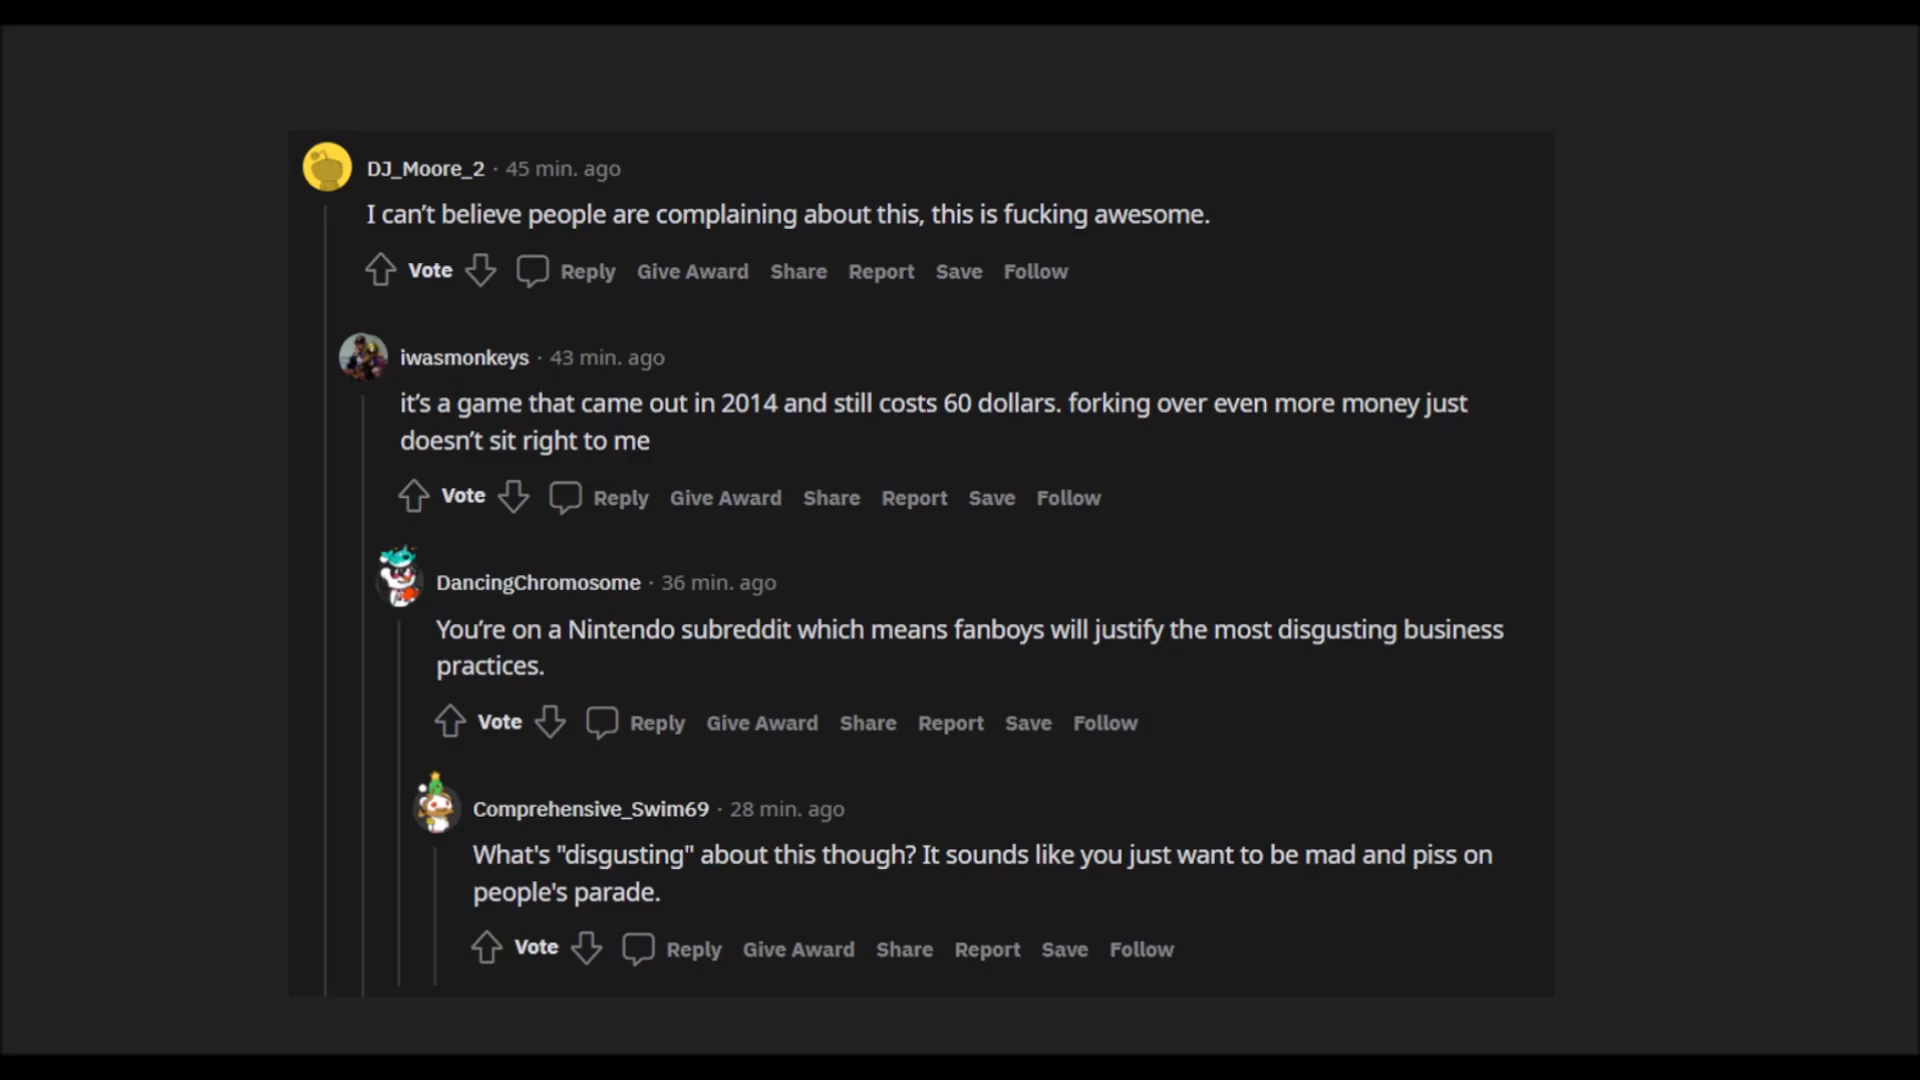 DJ_Moore_2 · 45 min. ago
I can’t believe people are complaining about this, this is fucking awesome.
Vote Reply Give Award Share Report Save Follow
iwasmonkeys · 43 min. ago
it’s a game that came out in 2014 and still costs 60 dollars. forking over even more money just
doesn’t sit right to me
Vote Reply Give Award Share Report Save Follow
DancingChromosome · 36 min. ago
You’re on a Nintendo subreddit which means fanboys will justify the most disgusting business
practices.
Vote Reply Give Award Share Report Save Follow
Comprehensive_Swim69 · 28 min. ago
What's "disgusting" about this though? It sounds like you just want to be mad and piss on
people's parade.
Vote Reply Give Award Share Report Save Follow